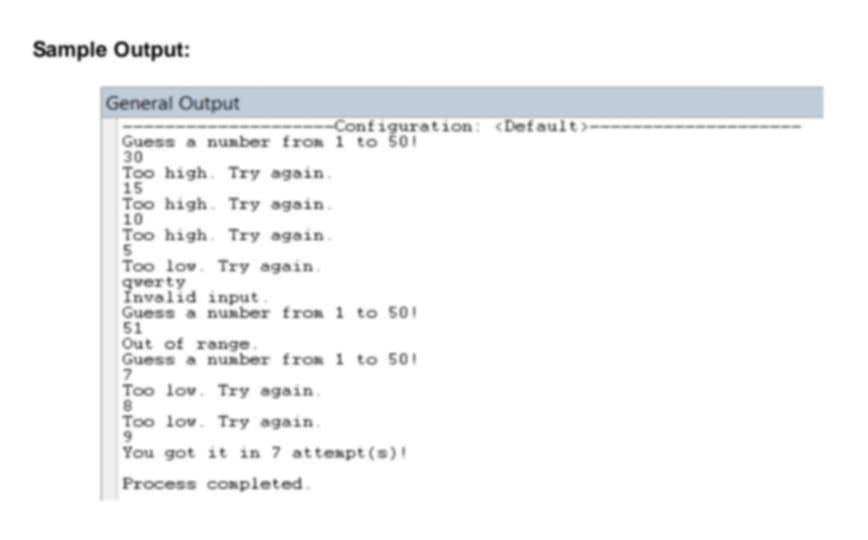 Sample Output:
General Output
--------------------Configuration: <Default>--------------------
Guess a number from 1 to 50!
30
Too high. Try again.
15
Too high. Try again.
10
Too high. Try again.
5
Too low. Try again.
qwerty
Invalid input.
Guess a number from 1 to 50!
51
Out of range.
Guess a number from 1 to 50!
7
Too low. Try again.
8
Too low. Try again.
9
You got it in 7 attempt(s)!
Process completed.